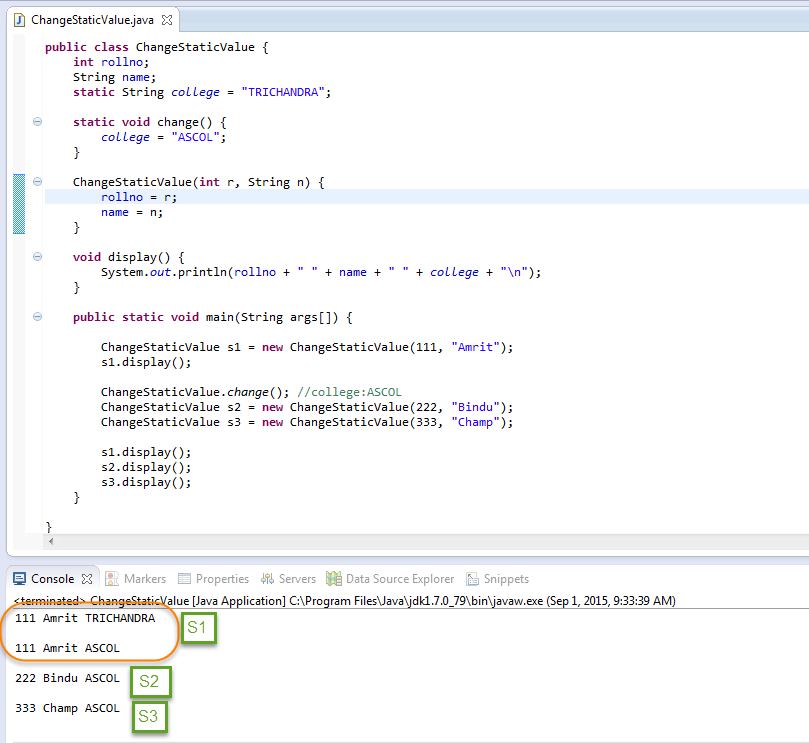 ChangeStaticValue.java
public class ChangeStaticValue {
int rollno;
String name;
static String college = "TRICHANDRA";
static void change() {
college = "ASCOL";
}
ChangeStaticValue(int r, String n) {
rollno = r;
name = n;
}
void display() {
System.out.println(rollno + " " + name + " " + college + "\n");
}
public static void main(String args[]) {
ChangeStaticValue s1 = new ChangeStaticValue(111, "Amrit");
s1.display();
ChangeStaticValue.change(); //college:ASCOL
ChangeStaticValue s2 = new ChangeStaticValue(222, "Bindu");
ChangeStaticValue s3 = new ChangeStaticValue(333, "Champ");
s1.display();
s2.display();
s3.display();
}
}
Console Markers Properties Servers Data Source Explorer Snippets
<terminated> ChangeStaticValue [Java Application] C:\Program Files\Java\jdk1.7.0_79\bin\javaw.exe (Sep 1, 2015, 9:33:39 AM)
111 Amrit TRICHANDRA
S1
111 Amrit ASCOL
222 Bindu ASCOL S2
333 Champ ASCOL S3